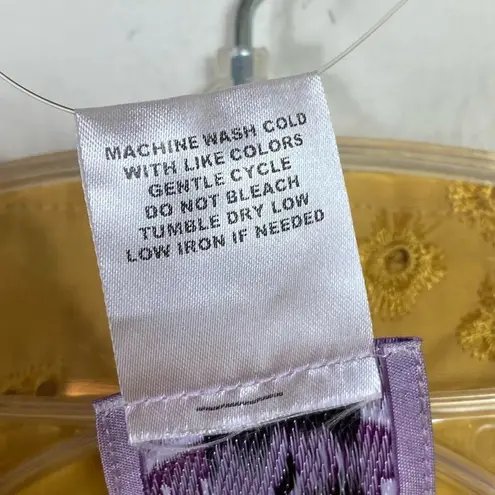 MACHINE WASH COLD
WITH LIKE COLORS
GENTLE CYCLE
DO NOT BLEACH
TUMBLE DRY LOW
LOW IRON IF NEEDED